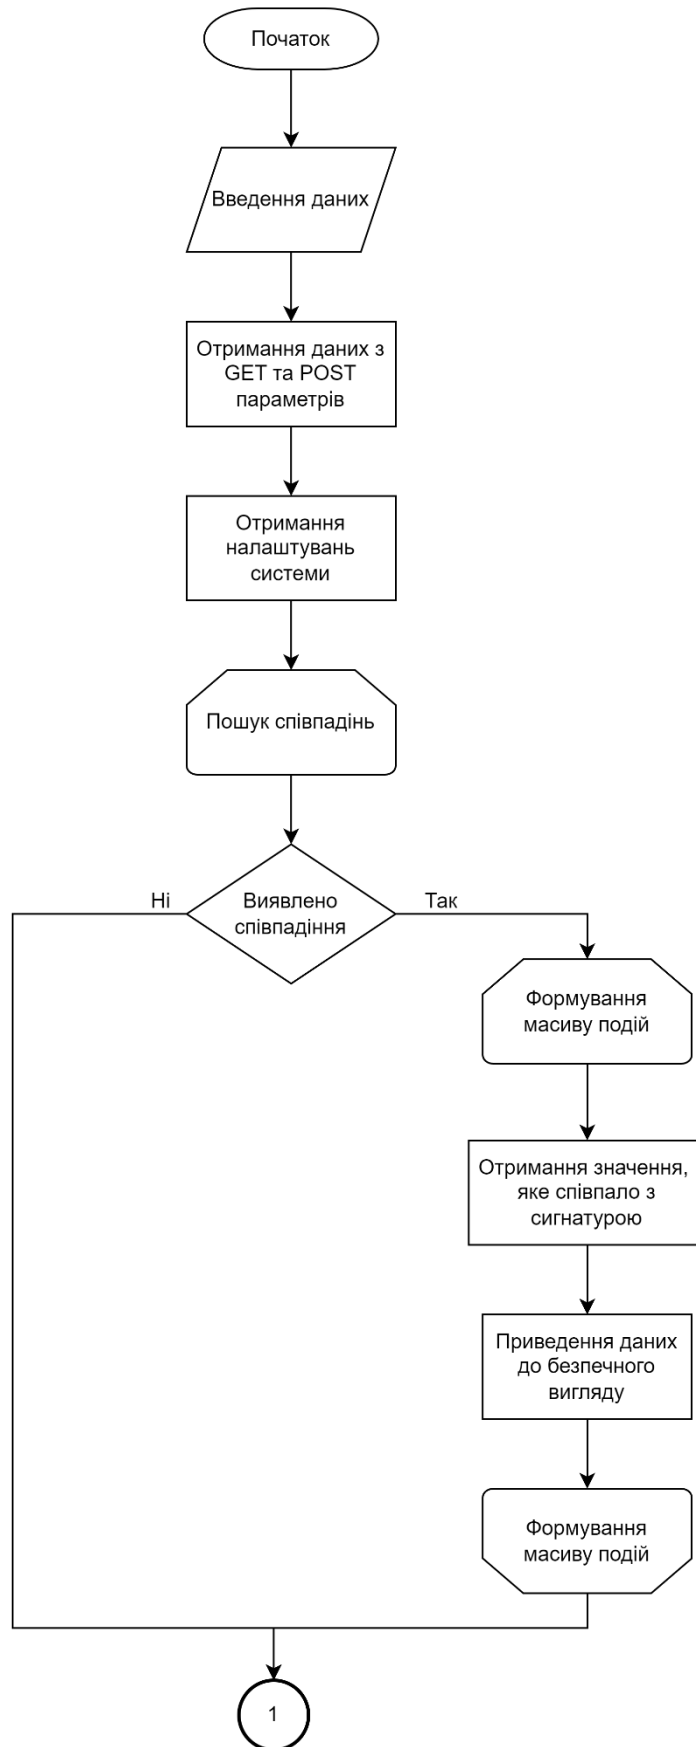 Початок
Введення даних
Отримання даних з
GET та POST
параметрів
Отримання
налаштувань
системи
Пошук співпадінь
Ні
Виявлено
співпадіння
Так
Формування
масиву подій
Отримання значення,
яке співпало з
сигнатурою
Приведення даних
до безпечного
вигляду
Формування
масиву подій
1